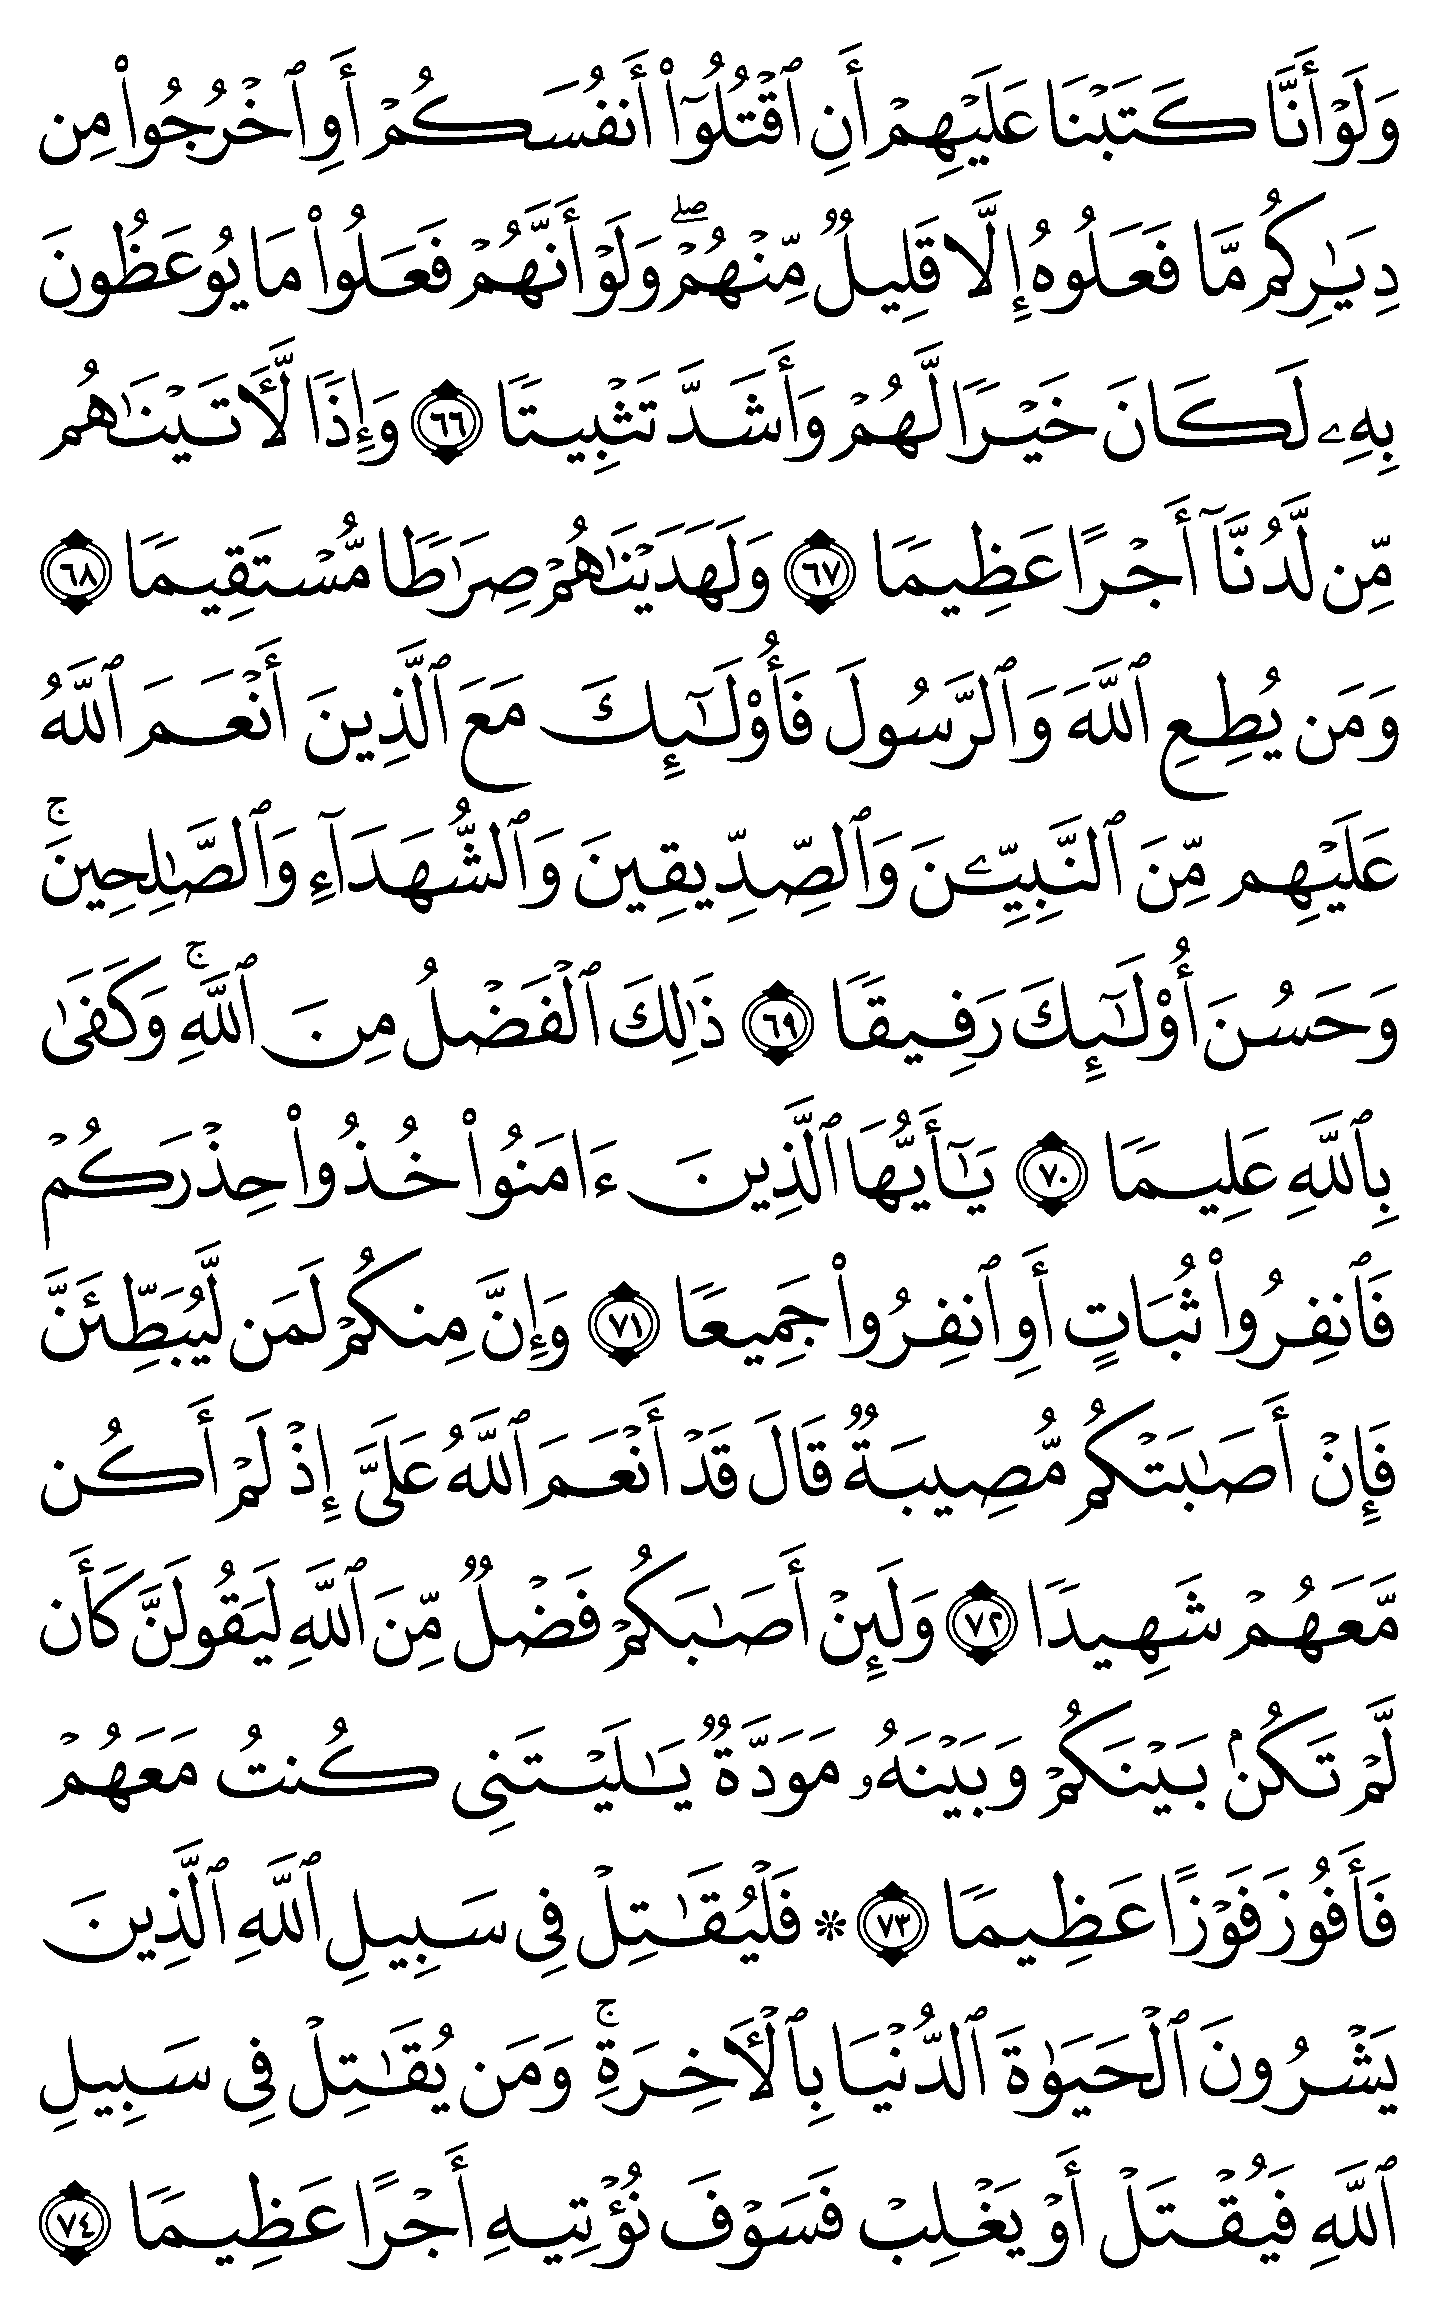 وَلَوْ أَنَّا كَتَبْنَا عَلَيْهِمْ أَنِ ٱقْتُلُوٓا۟ أَنفُسَكُمْ أَوِ ٱخْرُجُوا۟ مِن
دِيَـٰرِكُم مَّا فَعَلُوهُ إِلَّا قَلِيلٌ مِّنْهُمْ ۖ وَلَوْ أَنَّهُمْ فَعَلُوا۟ مَا يُوعَظُونَ
بِهِۦ لَكَانَ خَيْرًا لَّهُمْ وَأَشَدَّ تَثْبِيتًا ٦٦ وَإِذًا لَّـَٔاتَيْنَـٰهُم
مِّن لَّدُنَّآ أَجْرًا عَظِيمًا ٦٧ وَلَهَدَيْنَـٰهُمْ صِرَٰطًا مُّسْتَقِيمًا ٦٨
وَمَن يُطِعِ ٱللَّهَ وَٱلرَّسُولَ فَأُو۟لَـٰٓئِكَ مَعَ ٱلَّذِينَ أَنْعَمَ ٱللَّهُ
عَلَيْهِم مِّنَ ٱلنَّبِيِّـۧنَ وَٱلصِّدِّيقِينَ وَٱلشُّهَدَآءِ وَٱلصَّـٰلِحِينَ ۚ
وَحَسُنَ أُو۟لَـٰٓئِكَ رَفِيقًا ٦٩ ذَٰلِكَ ٱلْفَضْلُ مِنَ ٱللَّهِ ۚ وَكَفَىٰ
بِٱللَّهِ عَلِيمًا ٧٠ يَـٰٓأَيُّهَا ٱلَّذِينَ ءَامَنُوا۟ خُذُوا۟ حِذْرَكُمْ
فَٱنفِرُوا۟ ثُبَاتٍ أَوِ ٱنفِرُوا۟ جَمِيعًا ٧١ وَإِنَّ مِنكُمْ لَمَن لَّيُبَطِّئَنَّ
فَإِنْ أَصَـٰبَتْكُم مُّصِيبَةٌ قَالَ قَدْ أَنْعَمَ ٱللَّهُ عَلَىَّ إِذْ لَمْ أَكُن
مَّعَهُمْ شَهِيدًا ٧٢ وَلَئِنْ أَصَـٰبَكُمْ فَضْلٌ مِّنَ ٱللَّهِ لَيَقُولَنَّ كَأَن
لَّمْ تَكُنۢ بَيْنَكُمْ وَبَيْنَهُۥ مَوَدَّةٌ يَـٰلَيْتَنِى كُنتُ مَعَهُمْ
فَأَفُوزَ فَوْزًا عَظِيمًا ٧٣ ۞ فَلْيُقَـٰتِلْ فِى سَبِيلِ ٱللَّهِ ٱلَّذِينَ
يَشْرُونَ ٱلْحَيَوٰةَ ٱلدُّنْيَا بِٱلْـَٔاخِرَةِ ۚ وَمَن يُقَـٰتِلْ فِى سَبِيلِ
ٱللَّهِ فَيُقْتَلْ أَوْ يَغْلِبْ فَسَوْفَ نُؤْتِيهِ أَجْرًا عَظِيمًا ٧٤